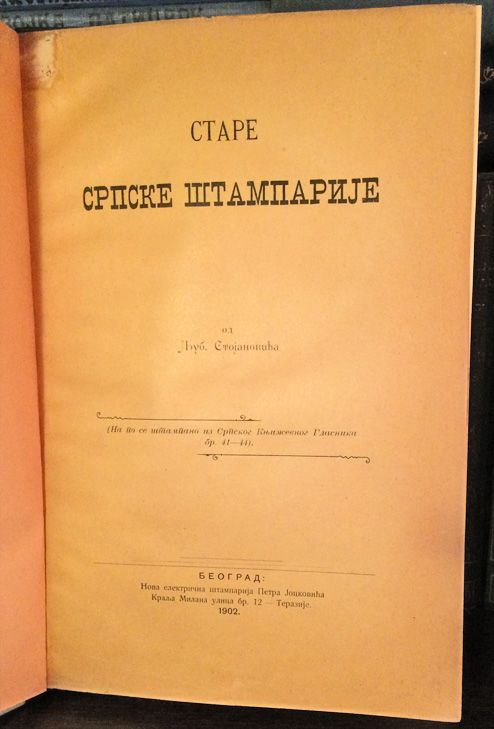 СТАРЕ
СРПСКЕ ШТАМПАРИЈЕ
од
Љуб. Стојановића
(На по се штампано из Српског Књижевног Гласника
бр. 41—44).
БЕОГРАД:
Нова електрична штампарија Петра Јоцковића
Краља Милана улица бр. 12 — Теразије.
1902.